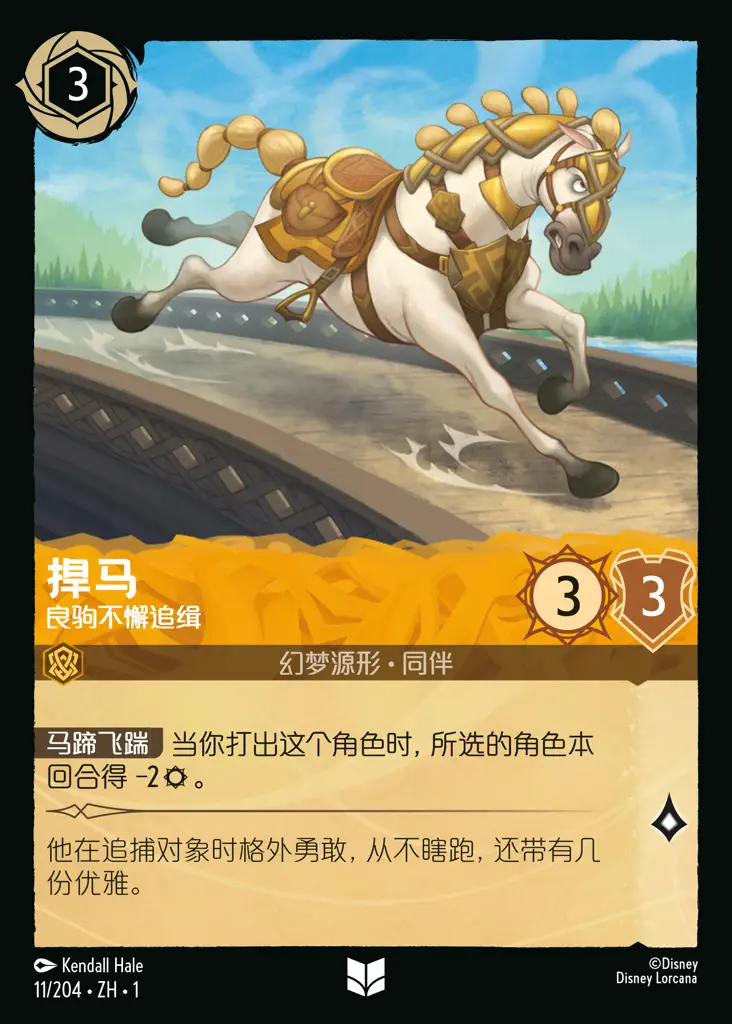 3
捍马
良驹不懈追缉
3
3
幻梦源形 • 同伴
马蹄飞踹 当你打出这个角色时, 所选的角色本
回合得 -2 。
他在追捕对象时格外勇敢, 从不瞎跑, 还带有几
份优雅。
Kendall Hale
11/204 • ZH • 1
©Disney
Disney Lorcana